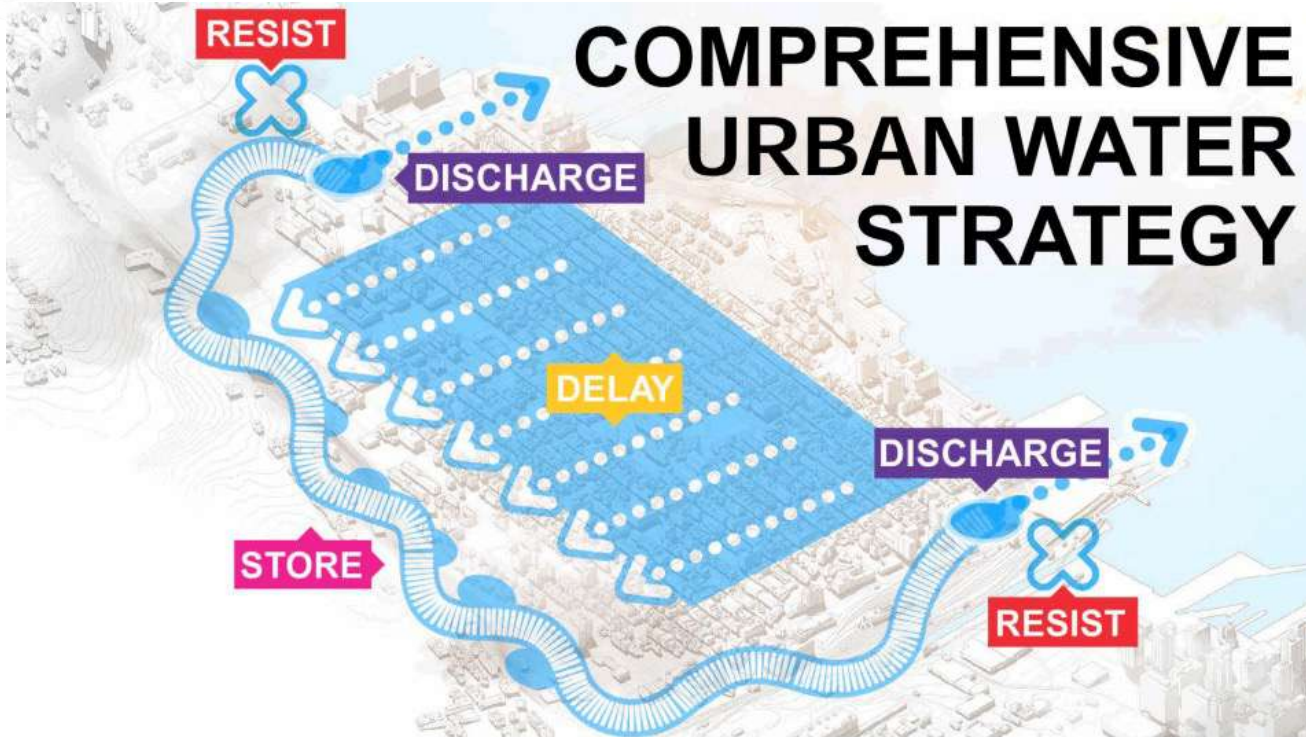 RESIST
COMPREHENSIVE
URBAN WATER
STRATEGY
DISCHARGE
DELAY
DISCHARGE
STORE
RESIST